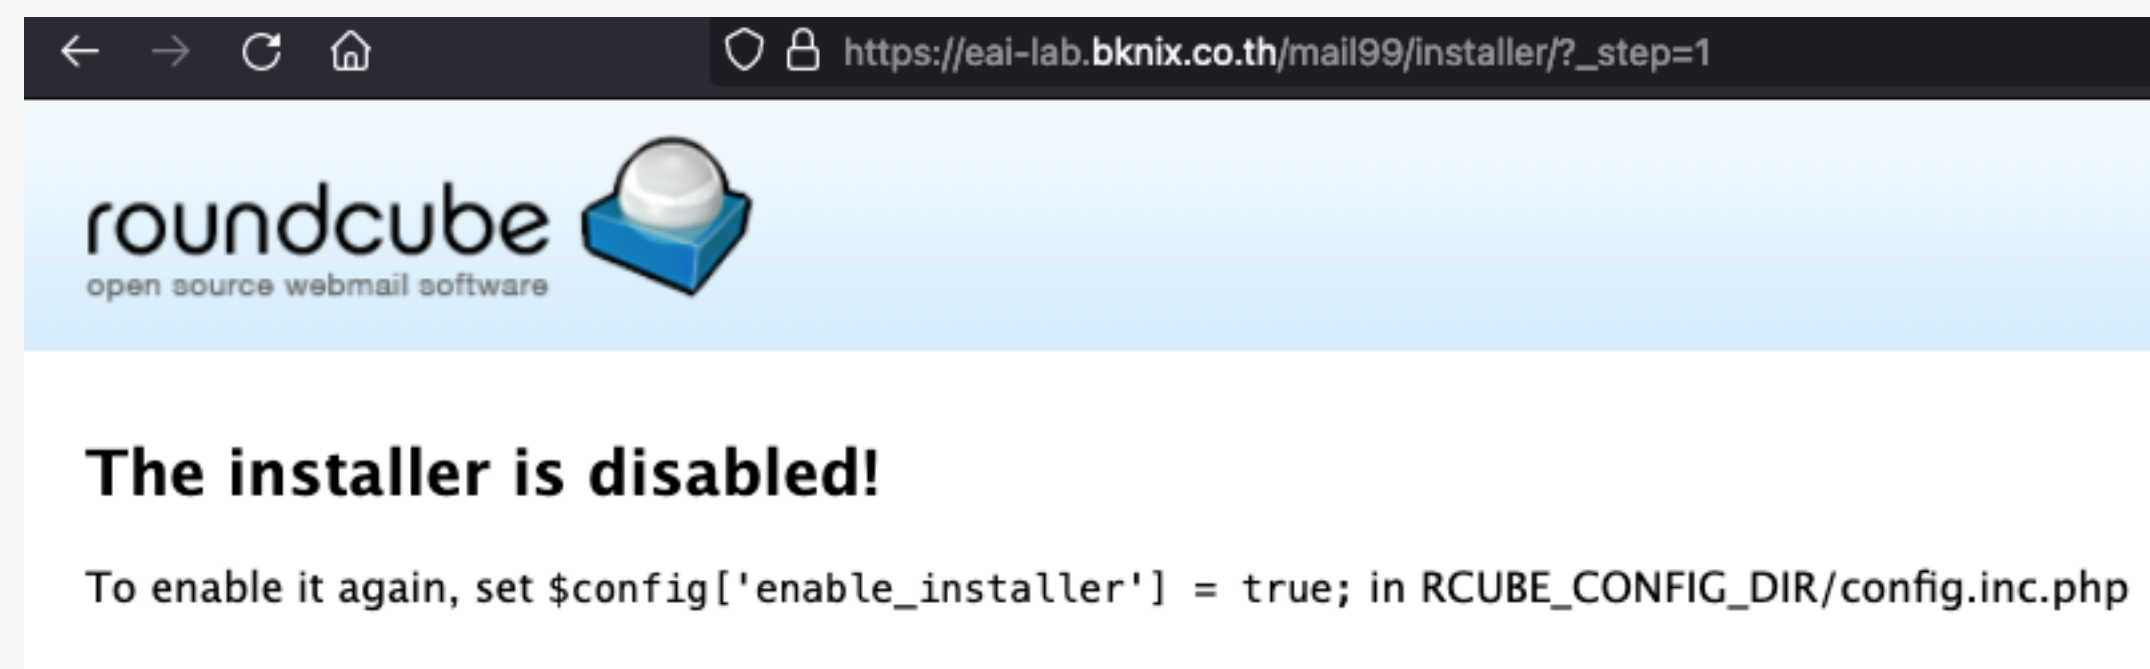 https://eai-lab.bknix.co.th/mail99/installer/?_step=1
roundcube
open source webmail software
The installer is disabled!
To enable it again, set $config['enable_installer'] = true; in RCUBE_CONFIG_DIR/config.inc.php